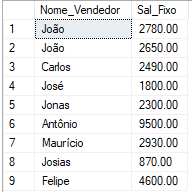 Nome_Vendedor Sal_Fixo
1 João 2780.00
2 João 2650.00
3 Carlos 2490.00
4 José 1800.00
5 Jonas 2300.00
6 Antônio 9500.00
7 Maurício 2930.00
8 Josias 870.00
9 Felipe 4600.00